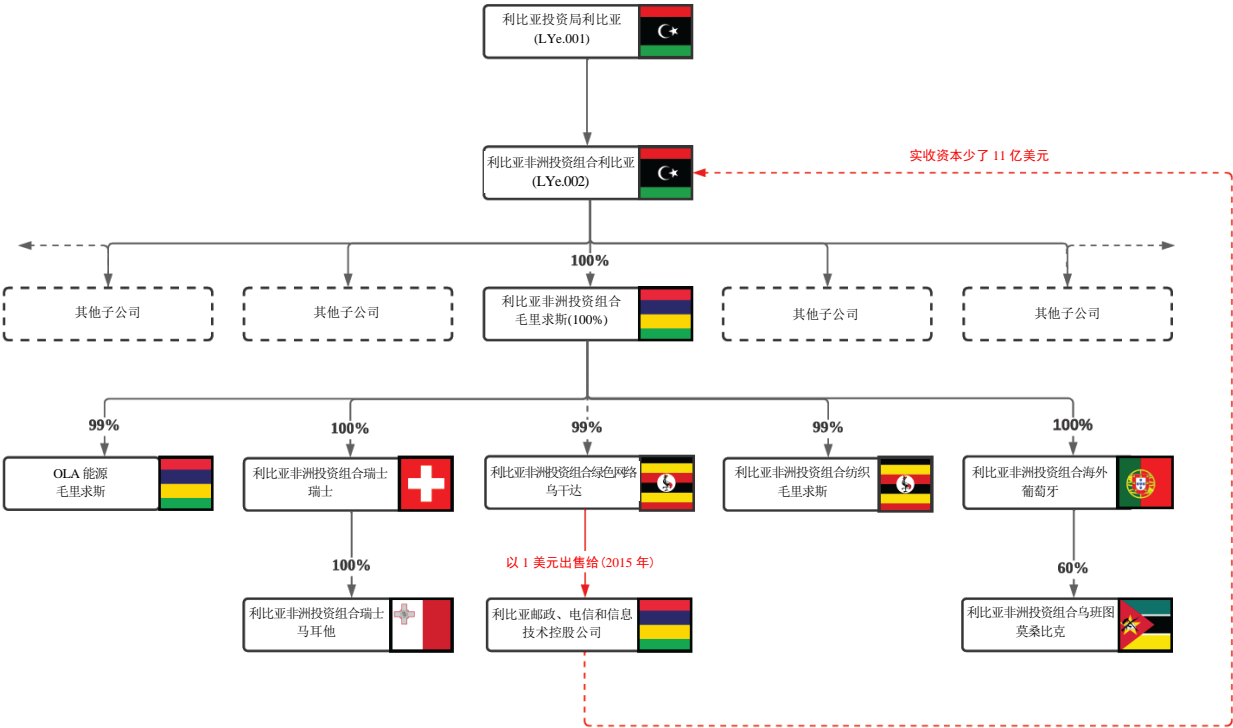 利比亚投资局利比亚
(LYe.001)
利比亚非洲投资组合利比亚
(LYe.002)
实收资本少了 11 亿美元
100%
其他子公司
其他子公司
利比亚非洲投资组合
毛里求斯(100%)
其他子公司
其他子公司
99%
100%
99%
99%
100%
OLA 能源
毛里求斯
利比亚非洲投资组合瑞士
瑞士
利比亚非洲投资组合绿色网络
乌干达
利比亚非洲投资组合纺织
毛里求斯
利比亚非洲投资组合海外
葡萄牙
100%
以 1 美元出售给(2015 年)
60%
利比亚非洲投资组合瑞士
马耳他
利比亚邮政、电信和信息
技术控股公司
利比亚非洲投资组合乌班图
莫桑比克